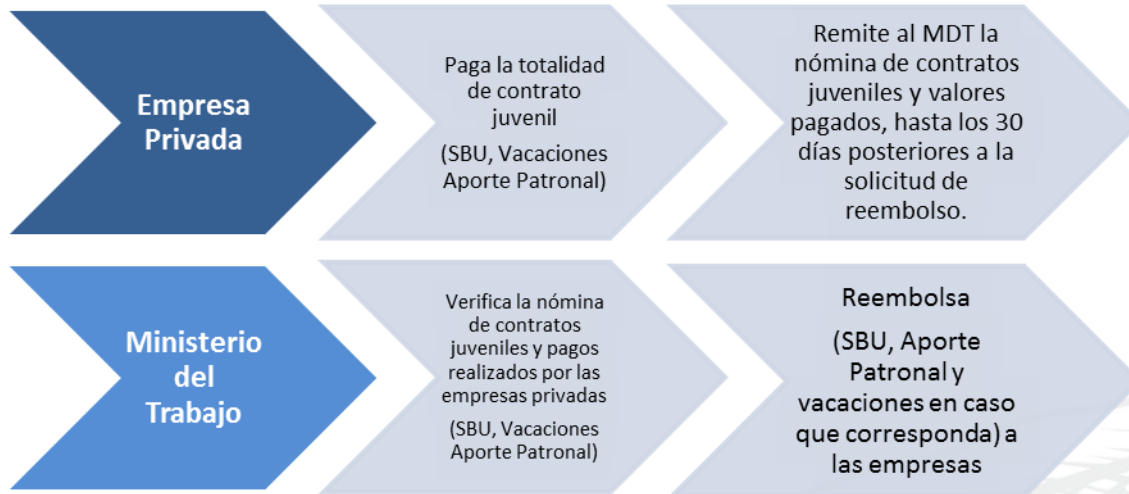 Empresa
Privada
Paga la totalidad
de contrato
juvenil
(SBU, Vacaciones
Aporte Patronal)
Remite al MDT la
nómina de contratos
juveniles y valores
pagados, hasta los 30
días posteriores a la
solicitud de
reembolso.
Ministerio
del
Trabajo
Verifica la nómina
de contratos
juveniles y pagos
realizados por las
empresas privadas
(SBU, Vacaciones
Aporte Patronal)
Reembolsa
(SBU, Aporte
Patronal y
vacaciones en caso
que corresponda) a
las empresas